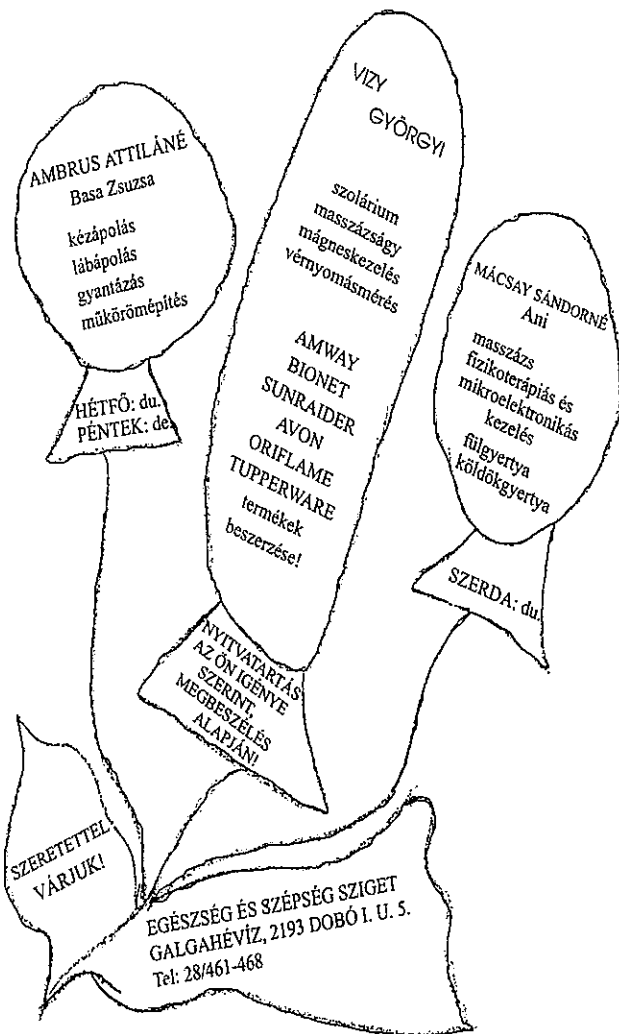 AMBRUS ATTILÁNÉ
Basa Zsuzsa
kézápolás
lábápolás
gyantázás
műkörömépítés
HÉTFŐ: du.
PÉNTEK: de.
VIZY
GYÖRGYI
szolárium
masszázságy
mágneskezelés
vérnyomásmérés
AMWAY
BIONET
SUNRAIDER
AVON
ORIFLAME
TUPPERWARE
termékek
beszerzése!
NYITVATARTÁS
AZ ÖN IGÉNYE
SZERINT,
MEGBESZÉLÉS
ALAPJÁN!
MÁCSAY SÁNDORNÉ
Ani
masszázs
fizikoterápiás és
mikroelektronikás
kezelés
fülgyertya
köldökgyertya
SZERDA: du.
SZERETETTEL
VÁRJUK!
EGÉSZSÉG ÉS SZÉPSÉG SZIGET
GALGAHÉVÍZ, 2193 DOBÓ I. U. 5.
Tel: 28/461-468